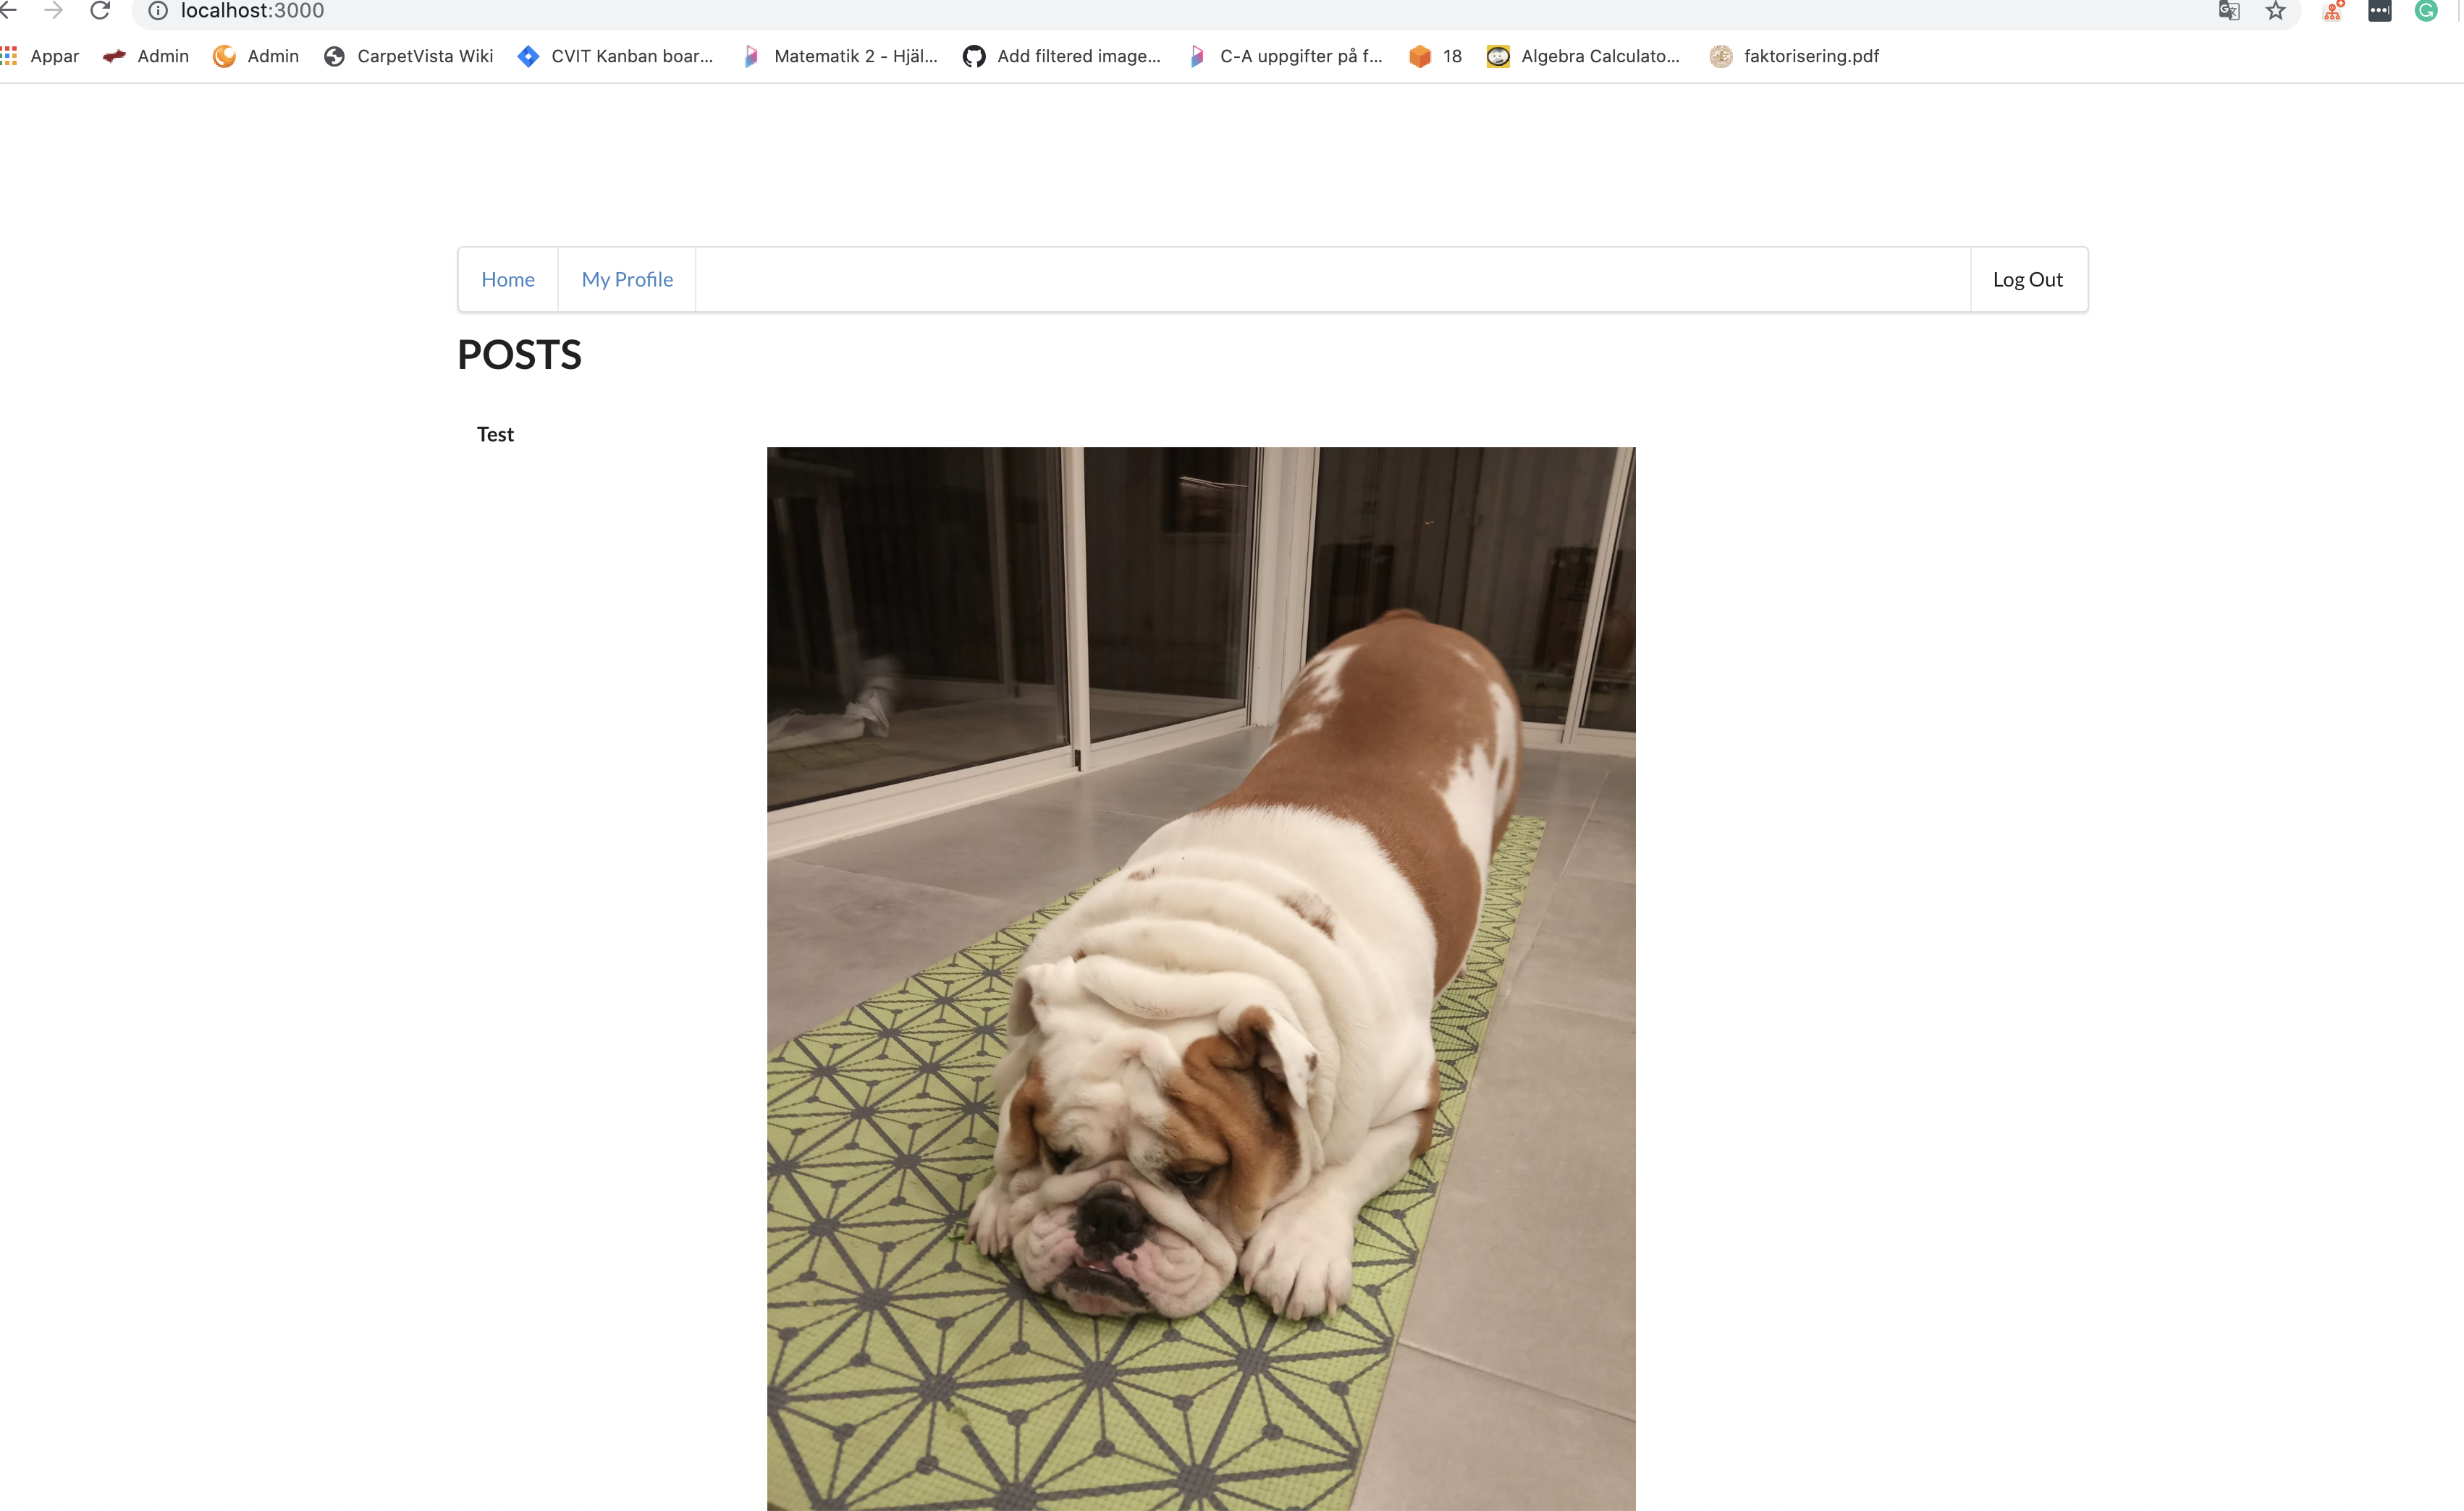 localhost:3000
Appar Admin Admin CarpetVista Wiki CVIT Kanban boar... Matematik 2 - Hjäl... Add filtered image... C-A uppgifter på f... 18 Algebra Calculato... faktorisering.pdf
Home My Profile Log Out
POSTS
Test